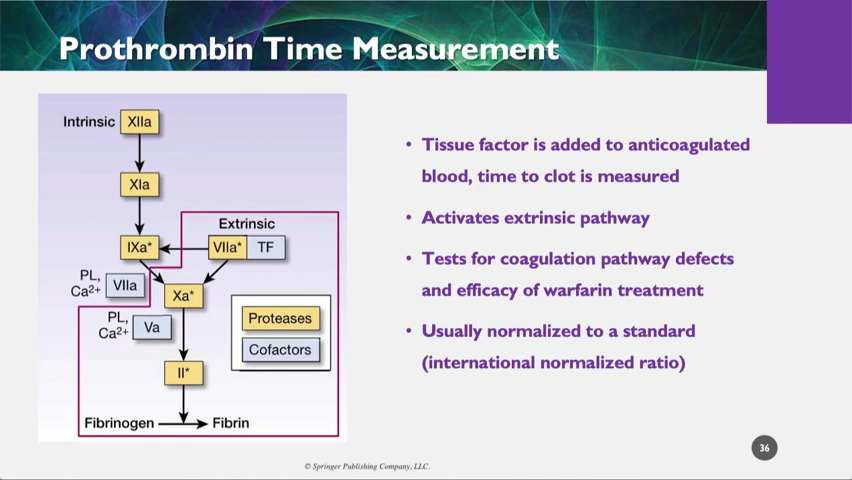 Prothrombin Time Measurement
Intrinsic XIIa
XIa
Extrinsic
IXa* VIIa* TF
PL,
Ca2+ VIIa
Xa*
PL,
Ca2+ Va
Proteases
Cofactors
II*
Fibrinogen Fibrin
• Tissue factor is added to anticoagulated
blood, time to clot is measured
• Activates extrinsic pathway
• Tests for coagulation pathway defects
and efficacy of warfarin treatment
• Usually normalized to a standard
(international normalized ratio)
36
© Springer Publishing Company, LLC.